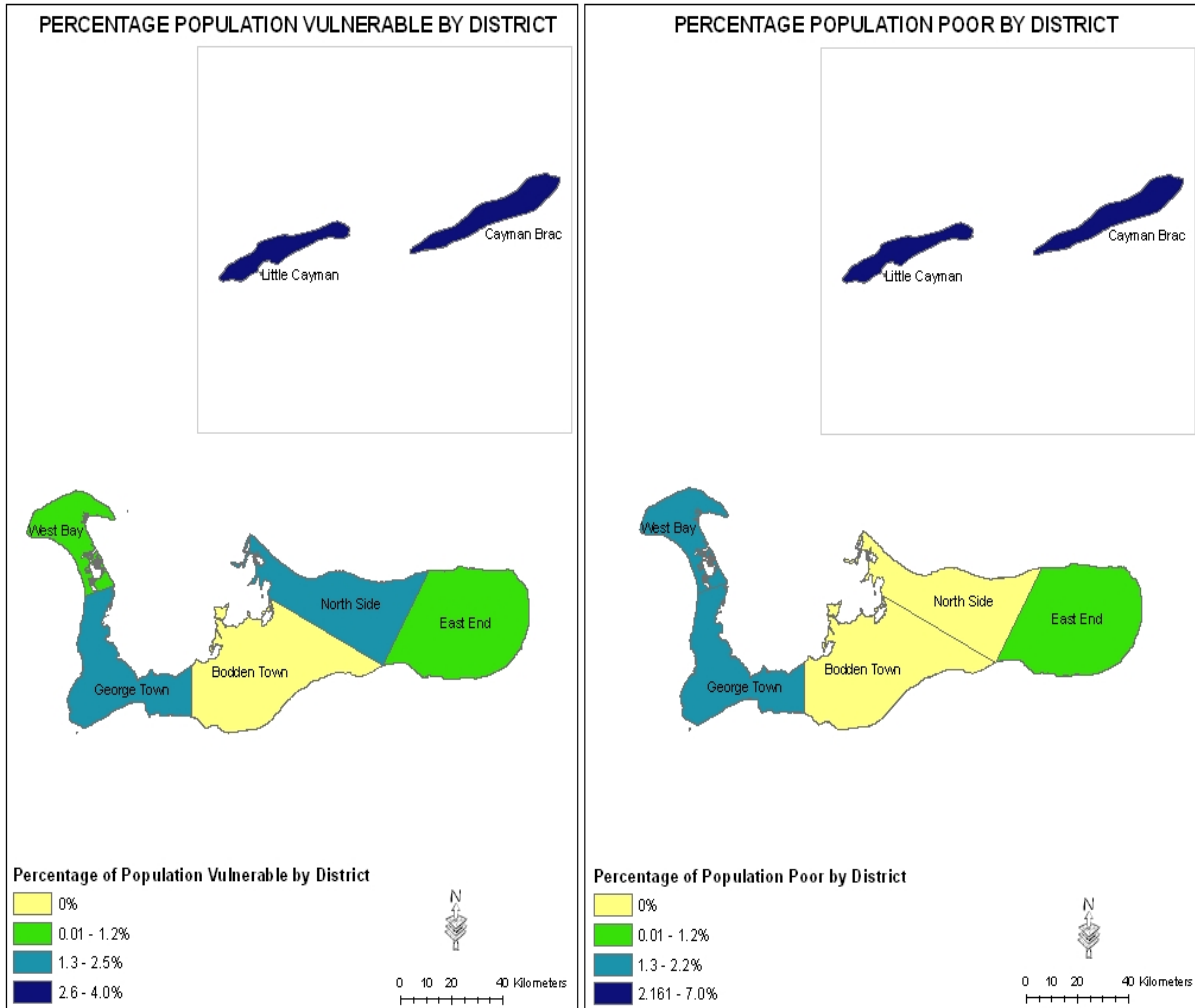 PERCENTAGE POPULATION VULNERABLE BY DISTRICT
Cayman Brac
Little Cayman
West Bay
North Side
East End
Bodden Town
George Town
Percentage of Population Vulnerable by District
0%
0.01 - 1.2%
1.3 - 2.5%
2.6 - 4.0%
N
0 10 20 40 Kilometers
PERCENTAGE POPULATION POOR BY DISTRICT
Cayman Brac
Little Cayman
West Bay
North Side
East End
Bodden Town
George Town
Percentage of Population Poor by District
0%
0.01 - 1.2%
1.3 - 2.2%
2.161 - 7.0%
N
0 10 20 40 Kilometers